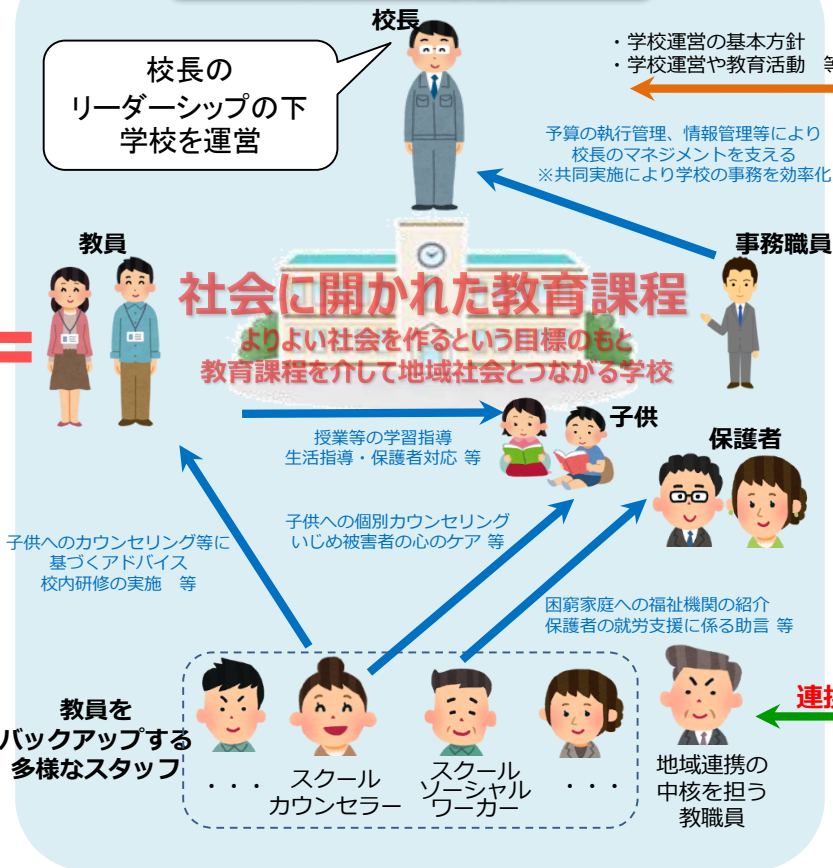 校長
校長の
リーダーシップの下
学校を運営
・学校運営の基本方針
・学校運営や教育活動　等
予算の執行管理、情報管理等により
校長のマネジメントを支える
※共同実施により学校の事務を効率化
教員
事務職員
社会に開かれた教育課程
よりよい社会を作るという目標のもと
教育課程を介して地域社会とつながる学校
=
子供
授業等の学習指導
生活指導・保護者対応 等
保護者
子供へのカウンセリング等に
基づくアドバイス
校内研修の実施　等
子供への個別カウンセリング
いじめ被害者の心のケア 等
困窮家庭への福祉機関の紹介
保護者の就労支援に係る助言 等
教員を
バックアップする
多様なスタッフ
・・・
スクール
カウンセラー
スクール
ソーシャル
ワーカー
・・・
地域連携の
中核を担う
教職員
連携